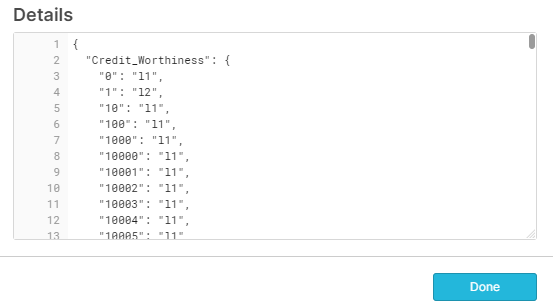 Details
1 {
2 "Credit_Worthiness": {
3 "0": "l1",
4 "1": "l2",
5 "10": "l1",
6 "100": "l1",
7 "1000": "l1",
8 "10000": "l1",
9 "10001": "l1",
10 "10002": "l1",
11 "10003": "l1",
12 "10004": "l1",
13 "10005": "l1"
Done